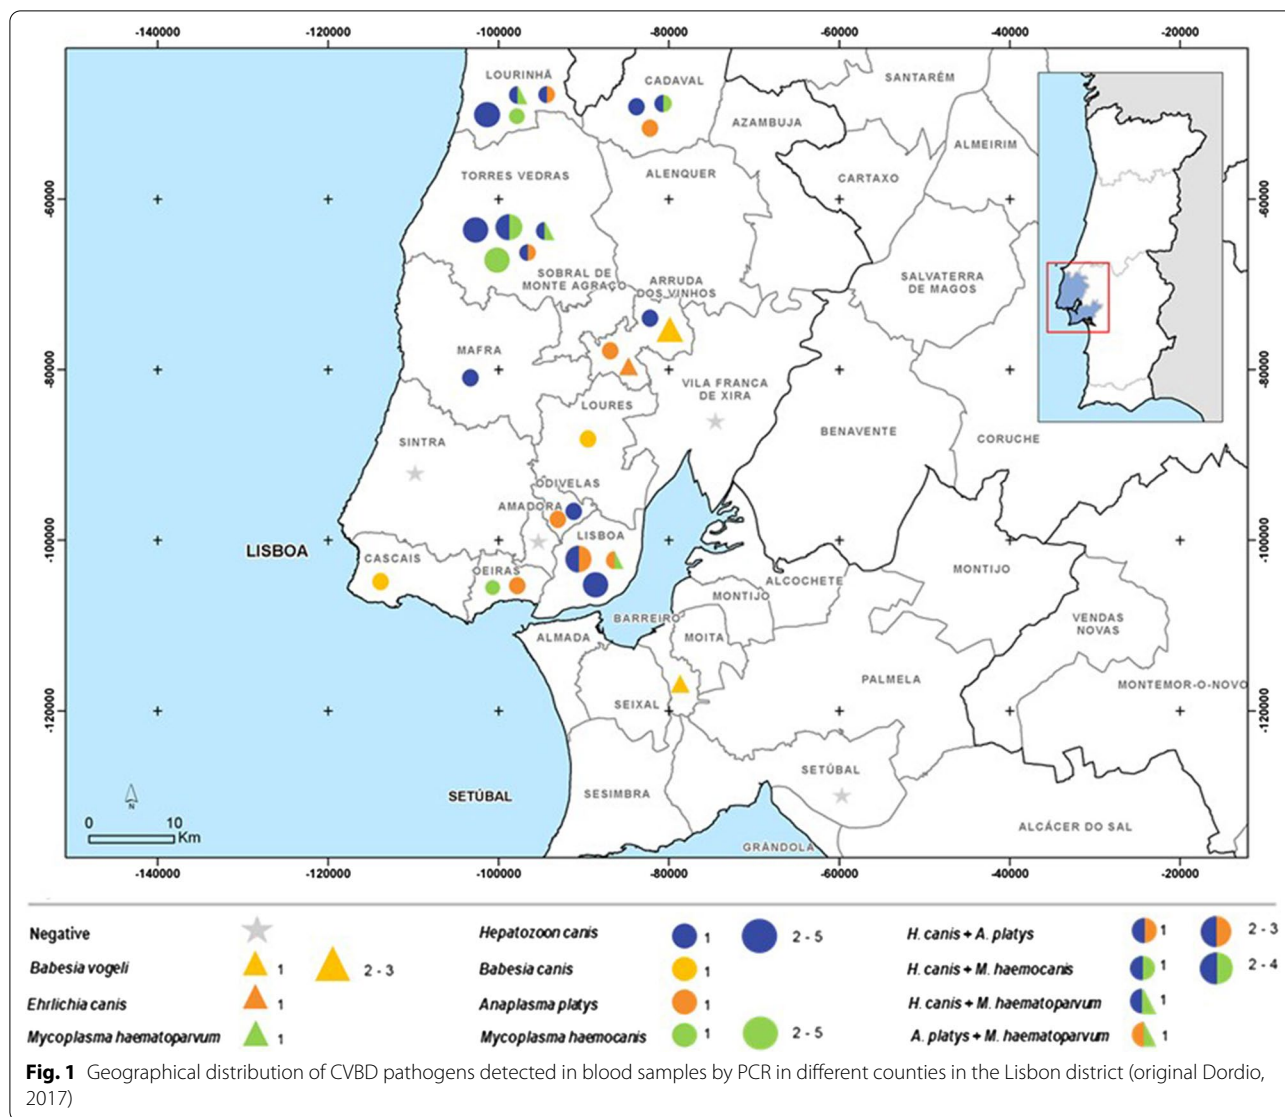 -140000 -120000 -100000 -80000 -60000 -40000 -20000
LOURINHÃ
CADAVAL
SANTARÉM
AZAMBUJA
ALMEIRIM
TORRES VEDRAS
ALENQUER
CARTAXO
-60000
-60000
SOBRAL DE
MONTE AGRAÇO
ARRUDA
DOS VINHOS
SALVATERRA
DE MAGOS
MAFRA
-80000
-80000
VILA FRANCA
DE XIRA
LOURES
BENAVENTE
CORUCHE
SINTRA
ODIVELAS
AMADORA
LISBOA
-100000
-100000
LISBOA
CASCAIS
OEIRAS
ALCOCHETE
MONTIJO
MONTIJO
BARREIRO
ALMADA
MOITA
VENDAS
NOVAS
PALMELA
MONTEMOR-O-NOVO
SEIXAL
-120000
-120000
SETÚBAL
SETÚBAL
SESIMBRA
ALCÁCER DO SAL
GRÂNDOLA
N
0 10
Km
-140000 -120000 -100000 -80000 -60000 -40000 -20000
Negative
Babesia vogeli 1 2 - 3
Ehrlichia canis 1
Mycoplasma haematoparvum 1
Hepatozoon canis 1 2 - 5
Babesia canis 1
Anaplasma platys 1
Mycoplasma haemocanis 1 2 - 5
H. canis + A. platys 1 2 - 3
H. canis + M. haemocanis 1 2 - 4
H. canis + M. haematoparvum 1
A. platys + M. haematoparvum 1
Fig. 1 Geographical distribution of CVBD pathogens detected in blood samples by PCR in different counties in the Lisbon district (original Dordio,
2017)